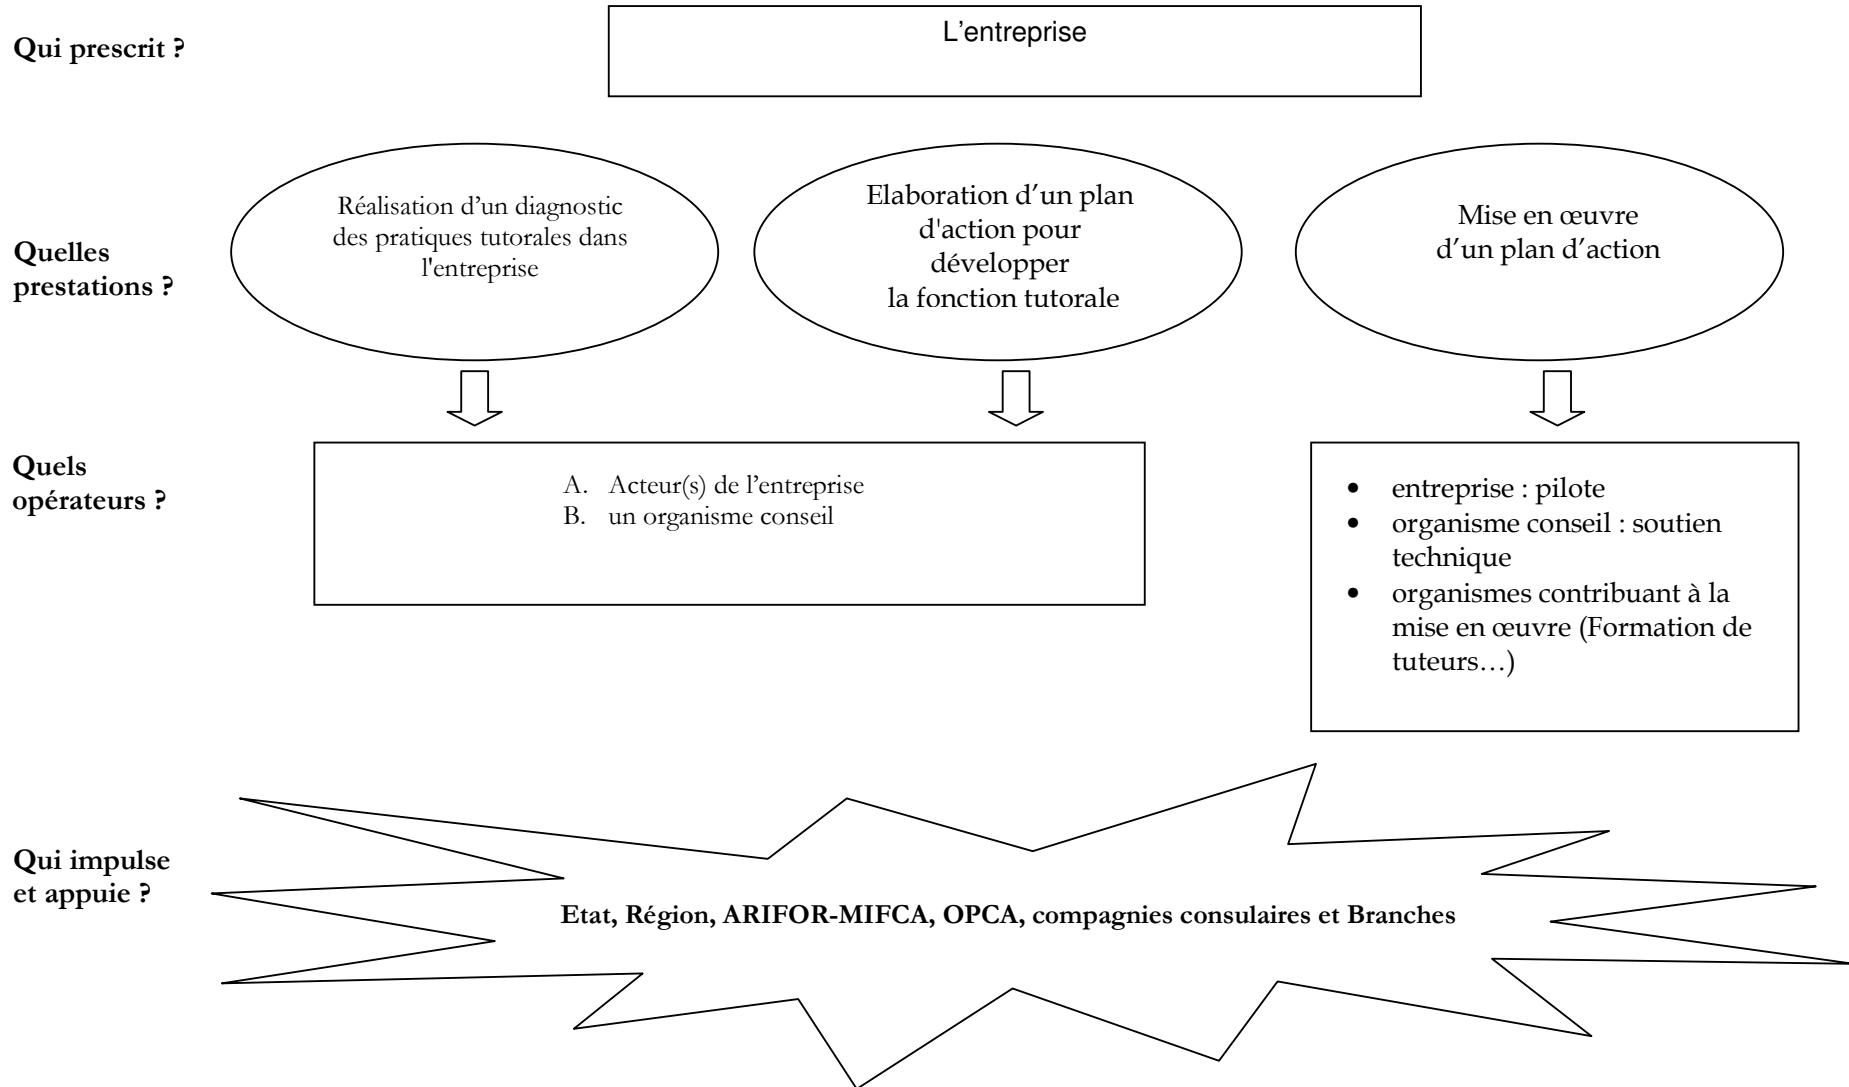 Qui prescrit ?
L'entreprise
Quelles
prestations ?
Réalisation d’un diagnostic
des pratiques tutorales dans
l'entreprise
Elaboration d’un plan
d'action pour
développer
la fonction tutorale
Mise en œuvre
d’un plan d’action
Quels
opérateurs ?
A. Acteur(s) de l’entreprise
B. un organisme conseil
• entreprise : pilote
• organisme conseil : soutien
technique
• organismes contribuant à la
mise en œuvre (Formation de
tuteurs…)
Qui impulse
et appuie ?
Etat, Région, ARIFOR-MIFCA, OPCA, compagnies consulaires et Branches